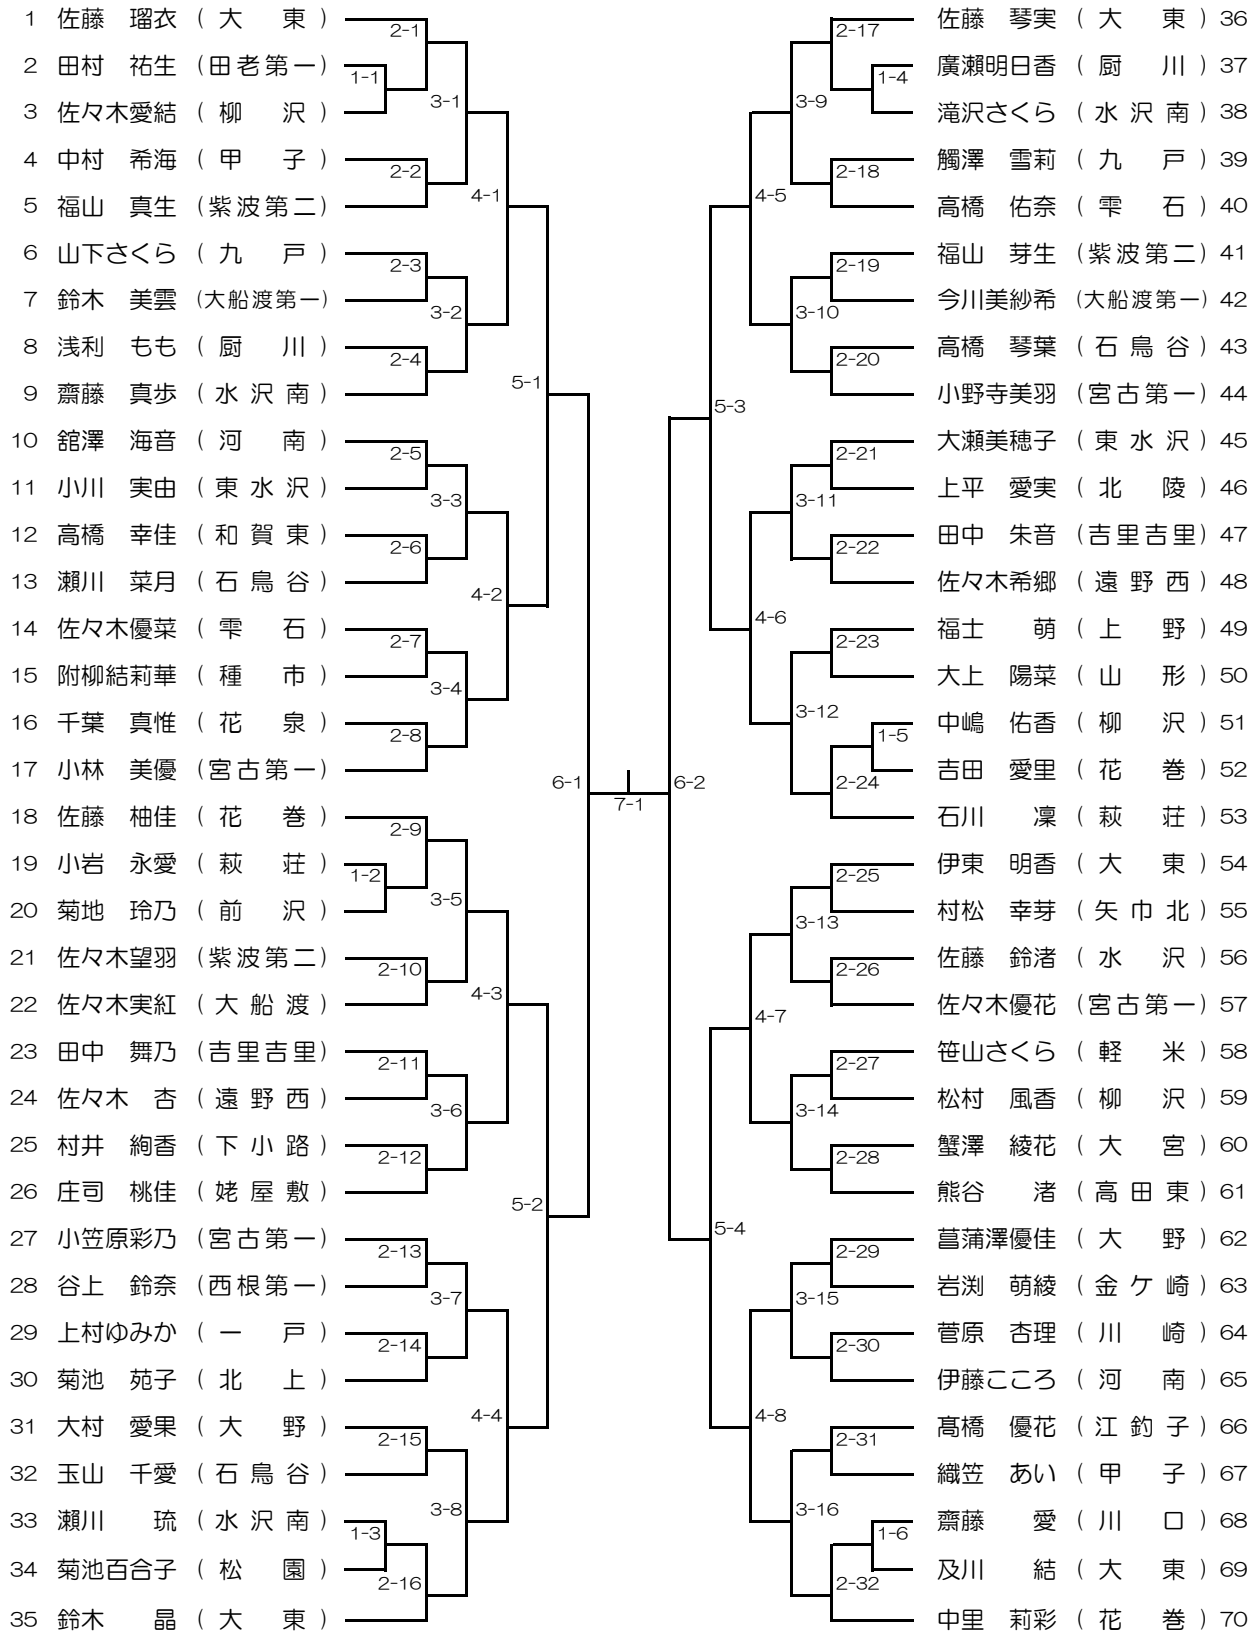 1 佐藤 瑠衣 ( 大 東 )
2 田村 祐生 (田老第一)
3 佐々木愛結 ( 柳 沢 )
4 中村 希海 ( 甲 子 )
5 福山 真生 (紫波第二)
6 山下さくら ( 九 戸 )
7 鈴木 美雲 (大船渡第一)
8 浅利 もも ( 厨 川 )
9 齋藤 真歩 ( 水 沢 南 )
10 舘澤 海音 ( 河 南 )
11 小川 実由 ( 東 水 沢 )
12 高橋 幸佳 ( 和 賀 東 )
13 瀬川 菜月 ( 石 鳥 谷 )
14 佐々木優菜 ( 雫 石 )
15 附柳結莉華 ( 種 市 )
16 千葉 真惟 ( 花 泉 )
17 小林 美優 (宮古第一)
18 佐藤 柚佳 ( 花 巻 )
19 小岩 永愛 ( 萩 荘 )
20 菊地 玲乃 ( 前 沢 )
21 佐々木望羽 (紫波第二)
22 佐々木実紅 ( 大 船 渡 )
23 田中 舞乃 (吉里吉里)
24 佐々木 杏 ( 遠 野 西 )
25 村井 絢香 ( 下 小 路 )
26 庄司 桃佳 ( 姥 屋 敷 )
27 小笠原彩乃 (宮古第一)
28 谷上 鈴奈 (西根第一)
29 上村ゆみか ( 一 戸 )
30 菊池 苑子 ( 北 上 )
31 大村 愛果 ( 大 野 )
32 玉山 千愛 ( 石 鳥 谷 )
33 瀬川 琉 ( 水 沢 南 )
34 菊池百合子 ( 松 園 )
35 鈴木 晶 ( 大 東 )
1-1
1-2
1-3
2-1
2-2
2-3
2-4
2-5
2-6
2-7
2-8
2-9
2-10
2-11
2-12
2-13
2-14
2-15
2-16
3-1
3-2
3-3
3-4
3-5
3-6
3-7
3-8
4-1
4-2
4-3
4-4
5-1
5-2
6-1
7-1
6-2
5-3
5-4
4-5
4-6
4-7
4-8
3-9
3-10
3-11
3-12
3-13
3-14
3-15
3-16
2-17
2-18
2-19
2-20
2-21
2-22
2-23
2-24
2-25
2-26
2-27
2-28
2-29
2-30
2-31
2-32
1-4
1-5
1-6
佐藤 琴実 ( 大 東 ) 36
廣瀬明日香 ( 厨 川 ) 37
滝沢さくら ( 水 沢 南 ) 38
觸澤 雪莉 ( 九 戸 ) 39
高橋 佑奈 ( 雫 石 ) 40
福山 芽生 (紫波第二) 41
今川美紗希 (大船渡第一) 42
高橋 琴葉 ( 石 鳥 谷 ) 43
小野寺美羽 (宮古第一) 44
大瀬美穂子 ( 東 水 沢 ) 45
上平 愛実 ( 北 陵 ) 46
田中 朱音 (吉里吉里) 47
佐々木希郷 ( 遠 野 西 ) 48
福士 萌 ( 上 野 ) 49
大上 陽菜 ( 山 形 ) 50
中嶋 佑香 ( 柳 沢 ) 51
吉田 愛里 ( 花 巻 ) 52
石川 凜 ( 萩 荘 ) 53
伊東 明香 ( 大 東 ) 54
村松 幸芽 ( 矢 巾 北 ) 55
佐藤 鈴渚 ( 水 沢 ) 56
佐々木優花 (宮古第一) 57
笹山さくら ( 軽 米 ) 58
松村 風香 ( 柳 沢 ) 59
蟹澤 綾花 ( 大 宮 ) 60
熊谷 渚 ( 高 田 東 ) 61
菖蒲澤優佳 ( 大 野 ) 62
岩渕 萌綾 ( 金 ケ 崎 ) 63
菅原 杏理 ( 川 崎 ) 64
伊藤こころ ( 河 南 ) 65
髙橋 優花 ( 江 釣 子 ) 66
織笠 あい ( 甲 子 ) 67
齋藤 愛 ( 川 口 ) 68
及川 結 ( 大 東 ) 69
中里 莉彩 ( 花 巻 ) 70